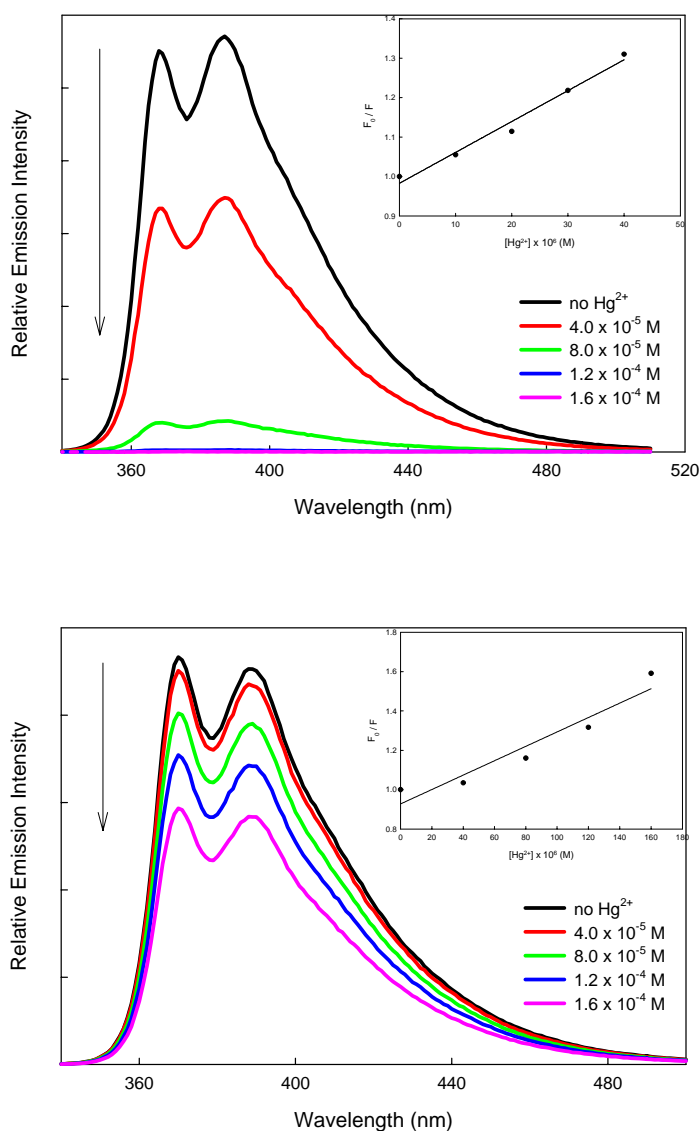 Relative Emission Intensity
1.4
1.3
1.2
1.1
1.0
0.9
F₀ / F
0 10 20 30 40 50
[Hg²⁺] x 10⁶ (M)
no Hg²⁺
4.0 x 10⁻⁵ M
8.0 x 10⁻⁵ M
1.2 x 10⁻⁴ M
1.6 x 10⁻⁴ M
360 400 440 480 520
Wavelength (nm)
Relative Emission Intensity
1.8
1.6
1.4
1.2
1.0
0.8
F₀ / F
0 20 40 60 80 100 120 140 160 180
[Hg²⁺] x 10⁶ (M)
no Hg²⁺
4.0 x 10⁻⁵ M
8.0 x 10⁻⁵ M
1.2 x 10⁻⁴ M
1.6 x 10⁻⁴ M
360 400 440 480
Wavelength (nm)